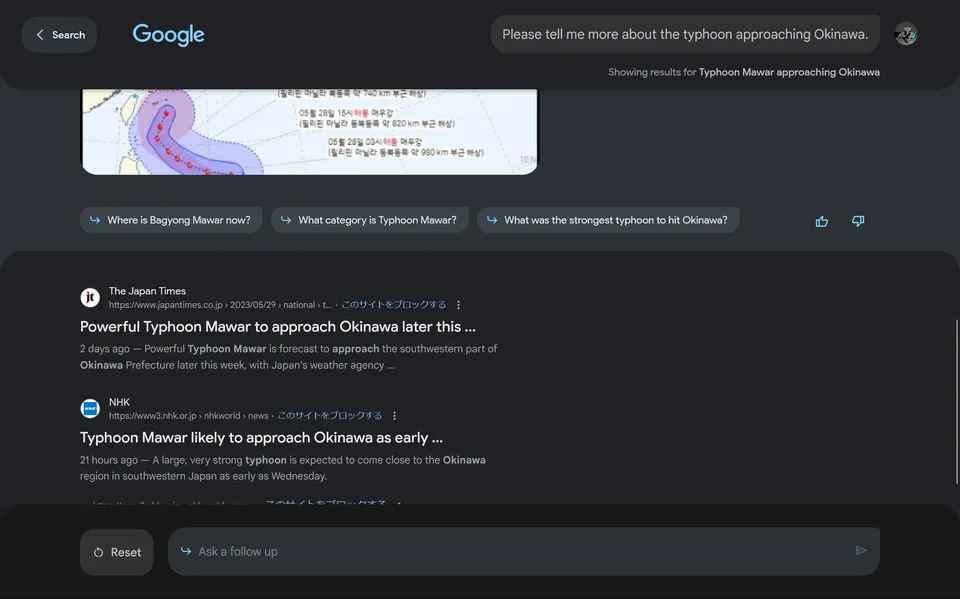 Search
Google
Please tell me more about the typhoon approaching Okinawa.
Showing results for Typhoon Mawar approaching Okinawa
(필리핀 마닐라 북동쪽 약 740 km 부근 해상)
05월 28일 15시 태풍 매우강
(필리핀 마닐라 동북동쪽 약 820 km 부근 해상)
05월 28일 03시 태풍 매우강
(필리핀 마닐라 동북동쪽 약 980 km 부근 해상)
10 N
Where is Bagyong Mawar now?
What category is Typhoon Mawar?
What was the strongest typhoon to hit Okinawa?
The Japan Times
https://www.japantimes.co.jp › 2023/05/29 › national › t... · このサイトをブロックする
Powerful Typhoon Mawar to approach Okinawa later this ...
2 days ago — Powerful Typhoon Mawar is forecast to approach the southwestern part of
Okinawa Prefecture later this week, with Japan's weather agency ...
NHK
https://www3.nhk.or.jp › nhkworld › news · このサイトをブロックする
Typhoon Mawar likely to approach Okinawa as early ...
21 hours ago — A large, very strong typhoon is expected to come close to the Okinawa
region in southwestern Japan as early as Wednesday.
このサイトをブロックする
Reset
Ask a follow up